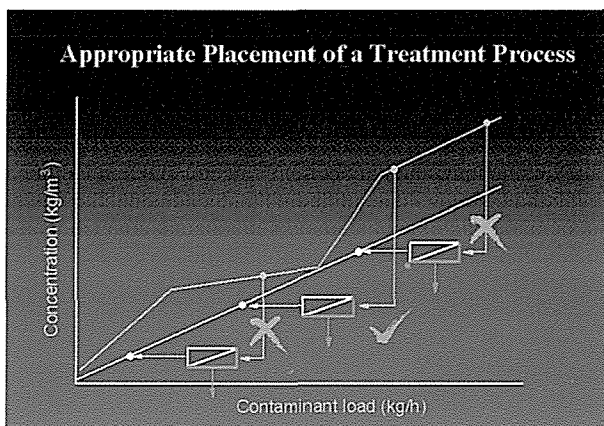 Appropriate Placement of a Treatment Process
Concentration (kg/m³)
Contaminant load (kg/h)